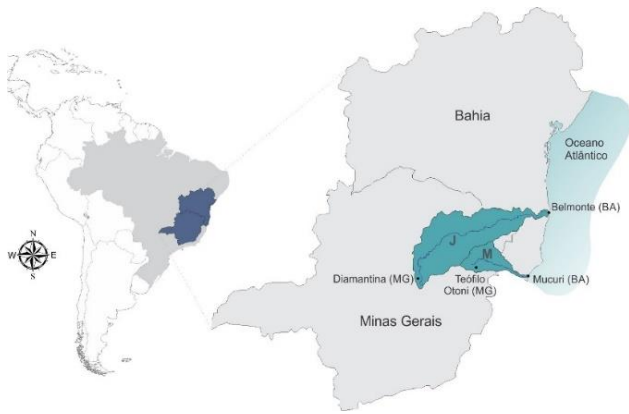 N
W E
S
Bahia
Oceano
Atlântico
Belmonte (BA)
J
M
Diamantina (MG)
Teófilo
Otoni (MG)
Mucuri (BA)
Minas Gerais